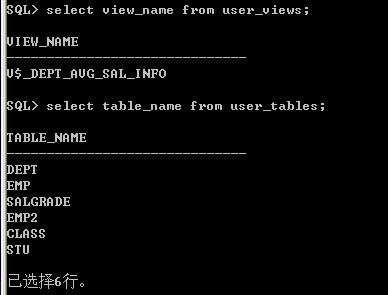 SQL> select view_name from user_views;
VIEW_NAME
------------------------------
V$_DEPT_AVG_SAL_INFO
SQL> select table_name from user_tables;
TABLE_NAME
------------------------------
DEPT
EMP
SALGRADE
EMP2
CLASS
STU
已选择6行。